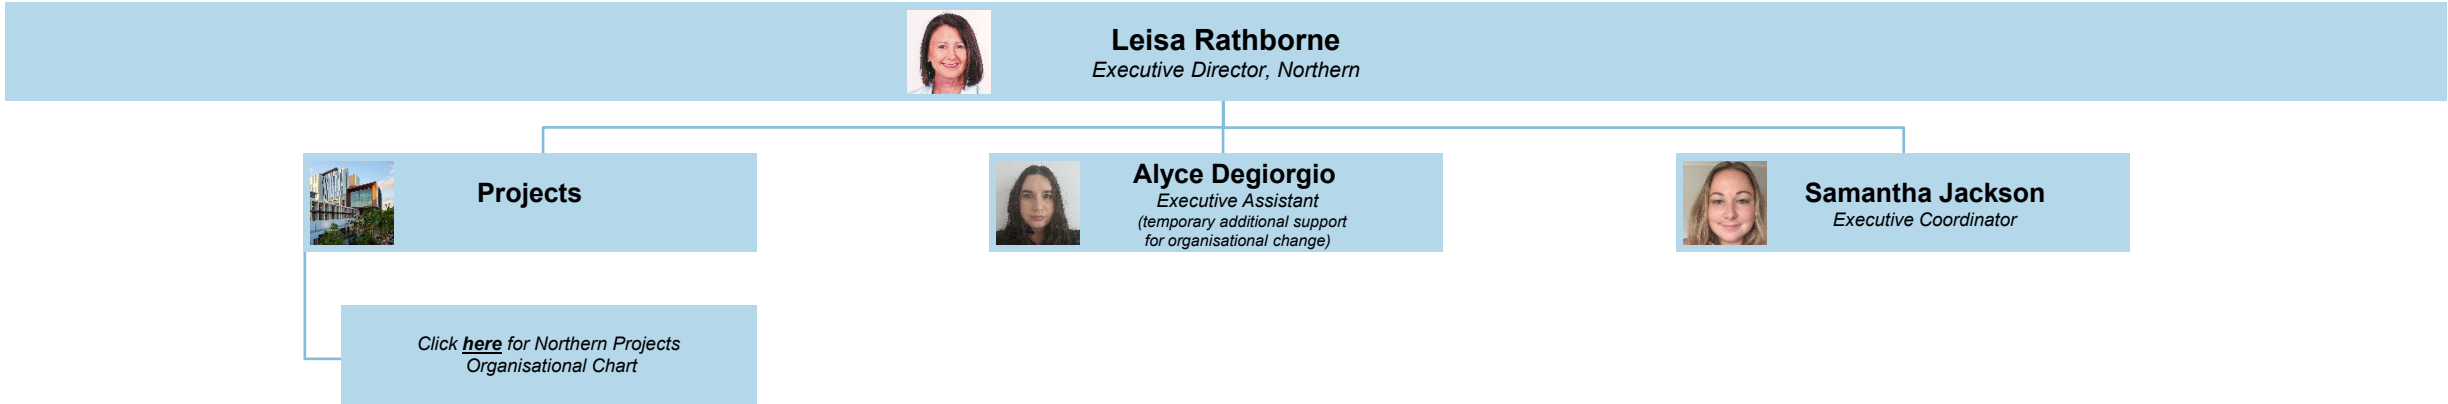 Leisa Rathborne
Executive Director, Northern
Projects
Alyce Degiorgio
Executive Assistant
(temporary additional support
for organisational change)
Samantha Jackson
Executive Coordinator
Click here for Northern Projects
Organisational Chart